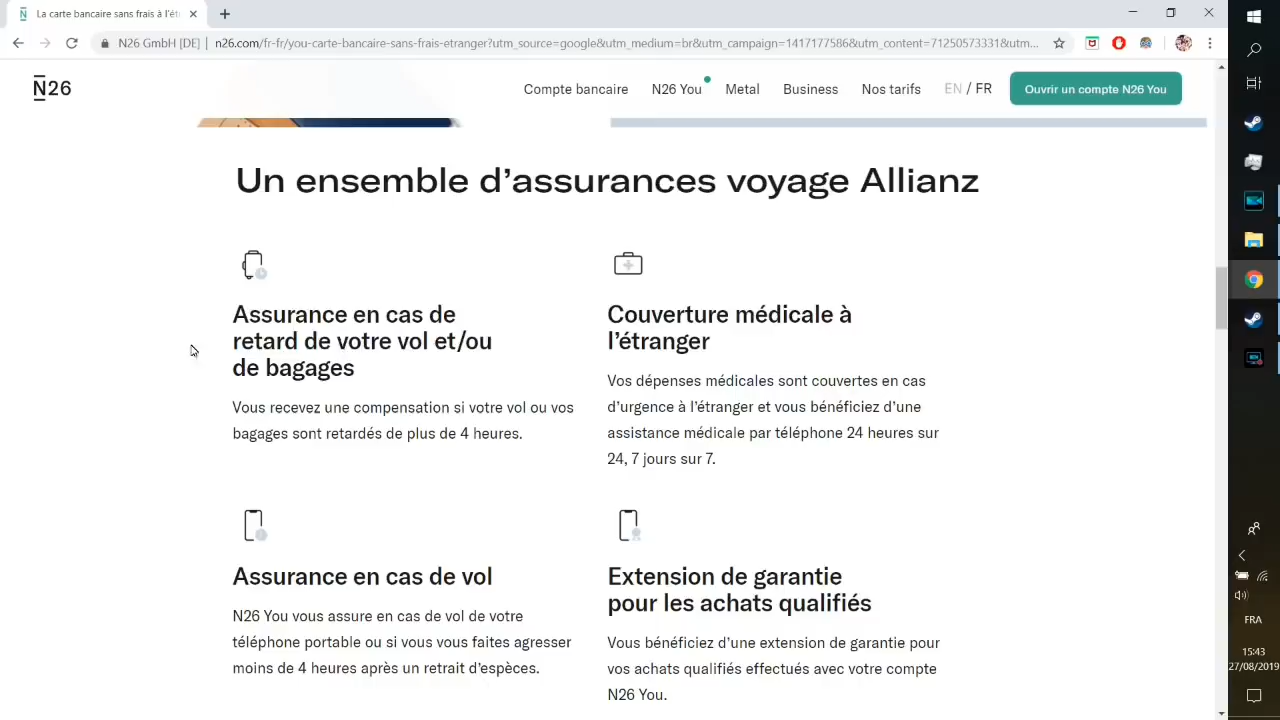 La carte bancaire sans frais à l'ét
N26 GmbH [DE] | n26.com/fr-fr/you-carte-bancaire-sans-frais-etranger?utm_source=google&utm_medium=br&utm_campaign=1417177586&utm_content=71250573331&utm...
N26
Compte bancaire
N26 You
Metal
Business
Nos tarifs
EN / FR
Ouvrir un compte N26 You
Un ensemble d’assurances voyage Allianz
Assurance en cas de
retard de votre vol et/ou
de bagages
Vous recevez une compensation si votre vol ou vos
bagages sont retardés de plus de 4 heures.
Couverture médicale à
l’étranger
Vos dépenses médicales sont couvertes en cas
d’urgence à l’étranger et vous bénéficiez d’une
assistance médicale par téléphone 24 heures sur
24, 7 jours sur 7.
Assurance en cas de vol
N26 You vous assure en cas de vol de votre
téléphone portable ou si vous vous faites agresser
moins de 4 heures après un retrait d’espèces.
Extension de garantie
pour les achats qualifiés
Vous bénéficiez d’une extension de garantie pour
vos achats qualifiés effectués avec votre compte
N26 You.
FRA
15:43
27/08/2019